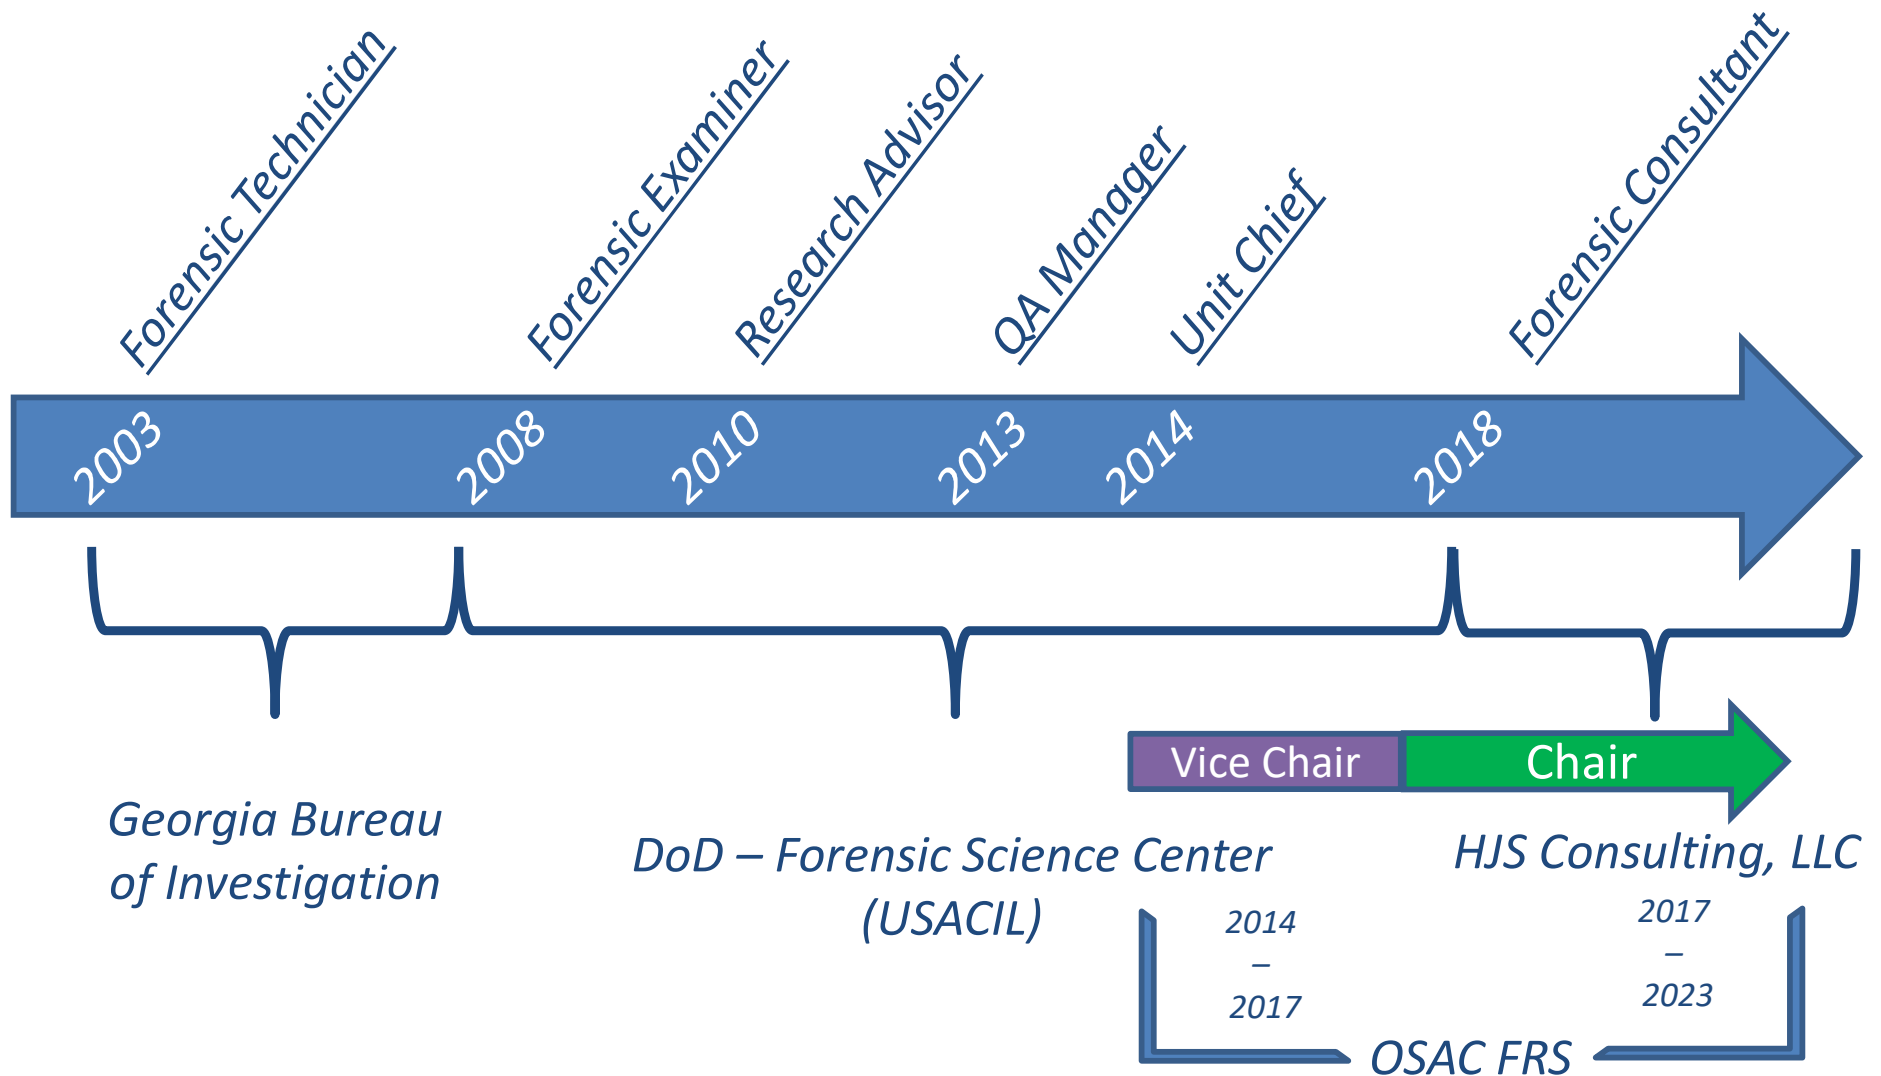 Forensic Technician
Forensic Examiner
Research Advisor
QA Manager
Unit Chief
Forensic Consultant
2003
2008
2010
2013
2014
2018
Vice Chair
Chair
Georgia Bureau
of Investigation
DoD – Forensic Science Center
(USACIL)
HJS Consulting, LLC
2014
–
2017
2017
–
2023
OSAC FRS